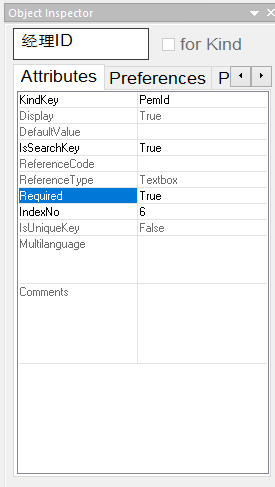 Object Inspector
经理ID
for Kind
Attributes Preferences P
KindKey PemId
Display True
DefaultValue
IsSearchKey True
ReferenceCode
ReferenceType Textbox
Required True
IndexNo 6
IsUniqueKey False
Multilanguage
Comments